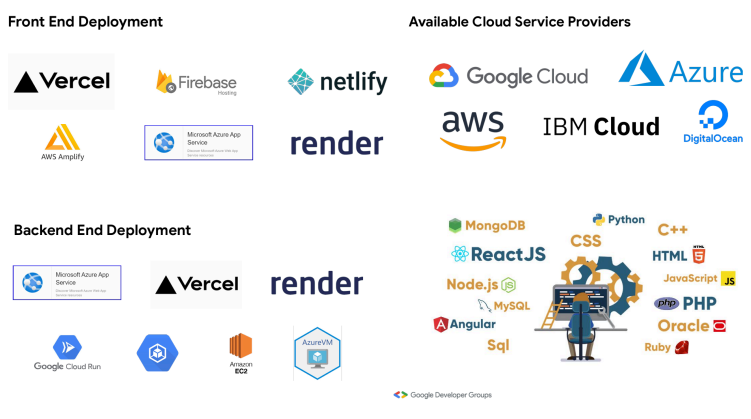 Front End Deployment
Vercel
Firebase
Hosting
netlify
AWS Amplify
Microsoft Azure App
Service
render
Available Cloud Service Providers
Google Cloud
Azure
aws
IBM Cloud
DigitalOcean
Backend End Deployment
Microsoft Azure App
Service
Vercel
render
Google Cloud Run
Amazon
EC2
AzureVM
MongoDB
Python
CSS
C++
ReactJS
HTML
HTML
5
Node.js
JS
JavaScript
JS
MySQL
php
PHP
Angular
A
Oracle
Sql
Ruby
Google Developer Groups